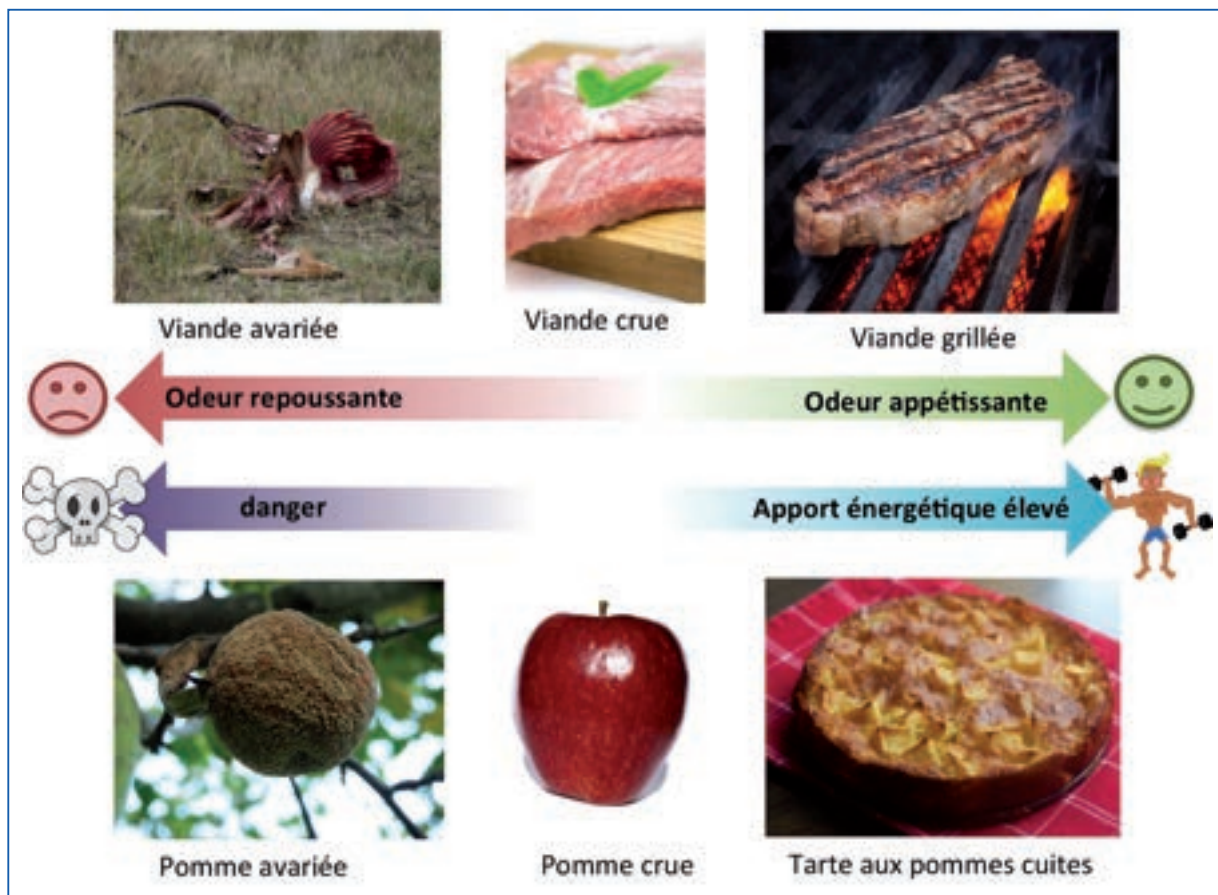 Viande avariée
Viande crue
Viande grillée
Odeur repoussante
Odeur appétissante
danger
Apport énergétique élevé
Pomme avariée
Pomme crue
Tarte aux pommes cuites